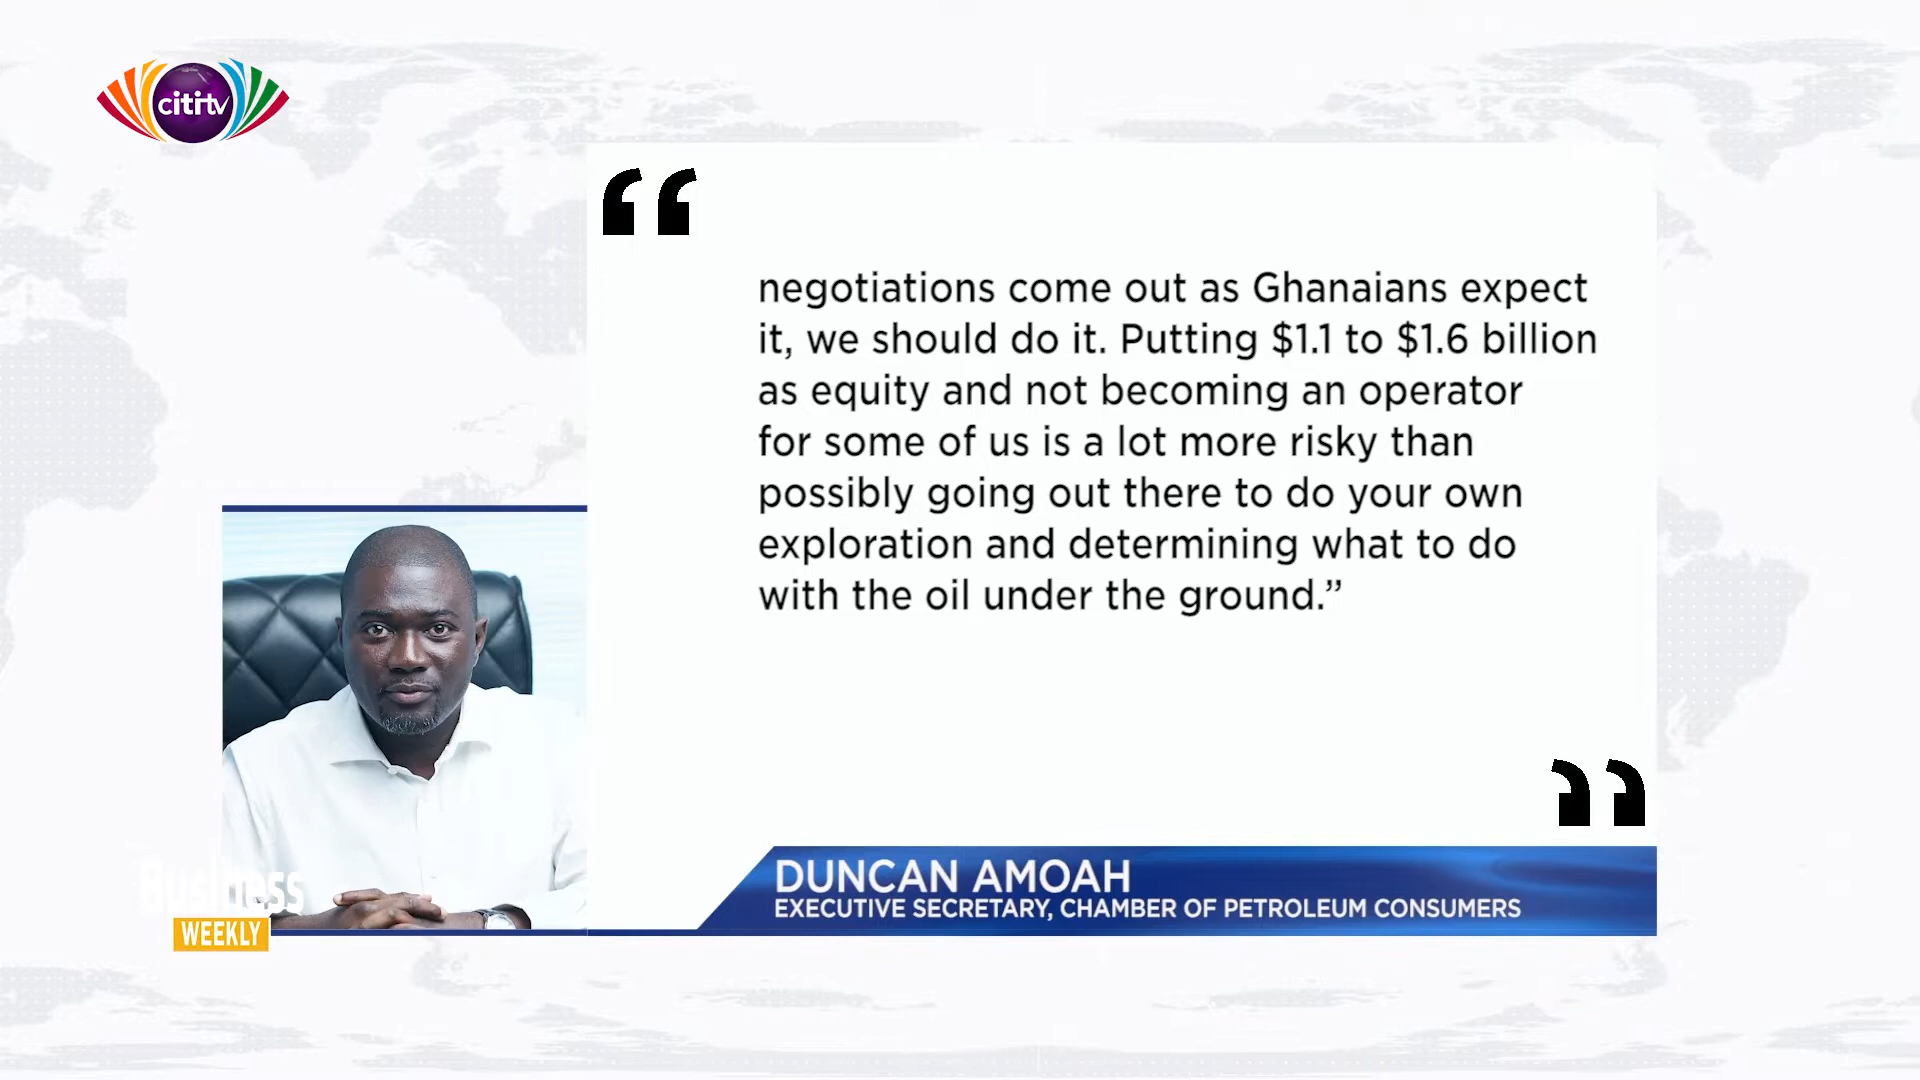 citi tv
“
negotiations come out as Ghanaians expect
it, we should do it. Putting $1.1 to $1.6 billion
as equity and not becoming an operator
for some of us is a lot more risky than
possibly going out there to do your own
exploration and determining what to do
with the oil under the ground.”
”
DUNCAN AMOAH
EXECUTIVE SECRETARY, CHAMBER OF PETROLEUM CONSUMERS
Business
WEEKLY